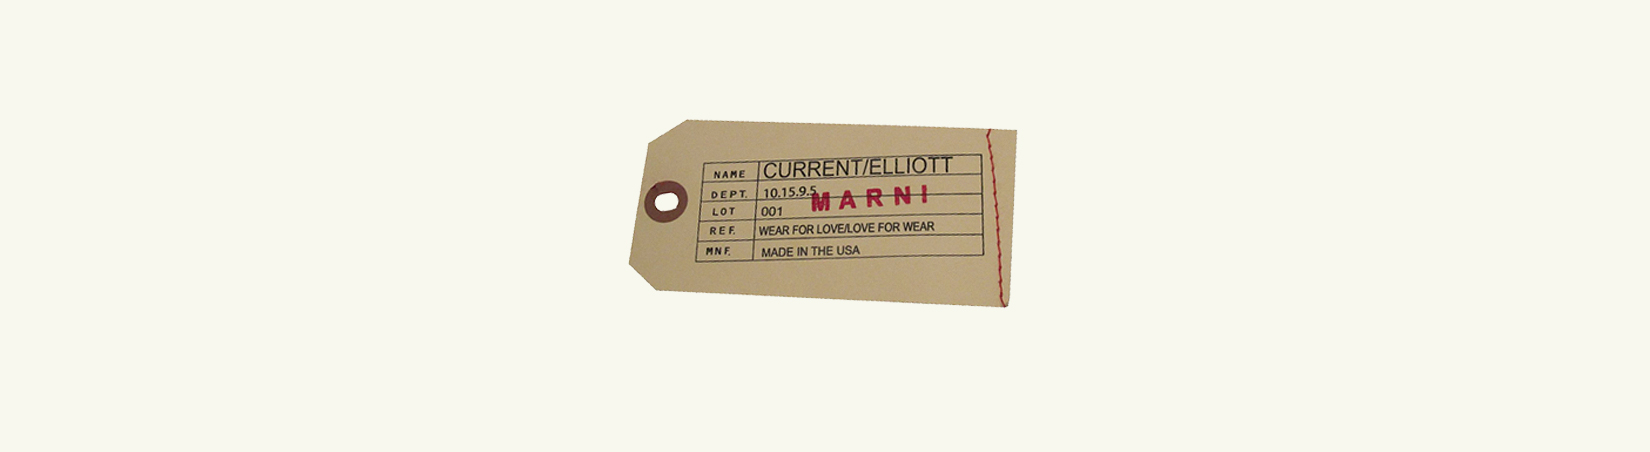 NAME CURRENT/ELLIOTT
DEPT. 10.15.9.5
MARNI
LOT 001
REF. WEAR FOR LOVE/LOVE FOR WEAR
MNF. MADE IN THE USA